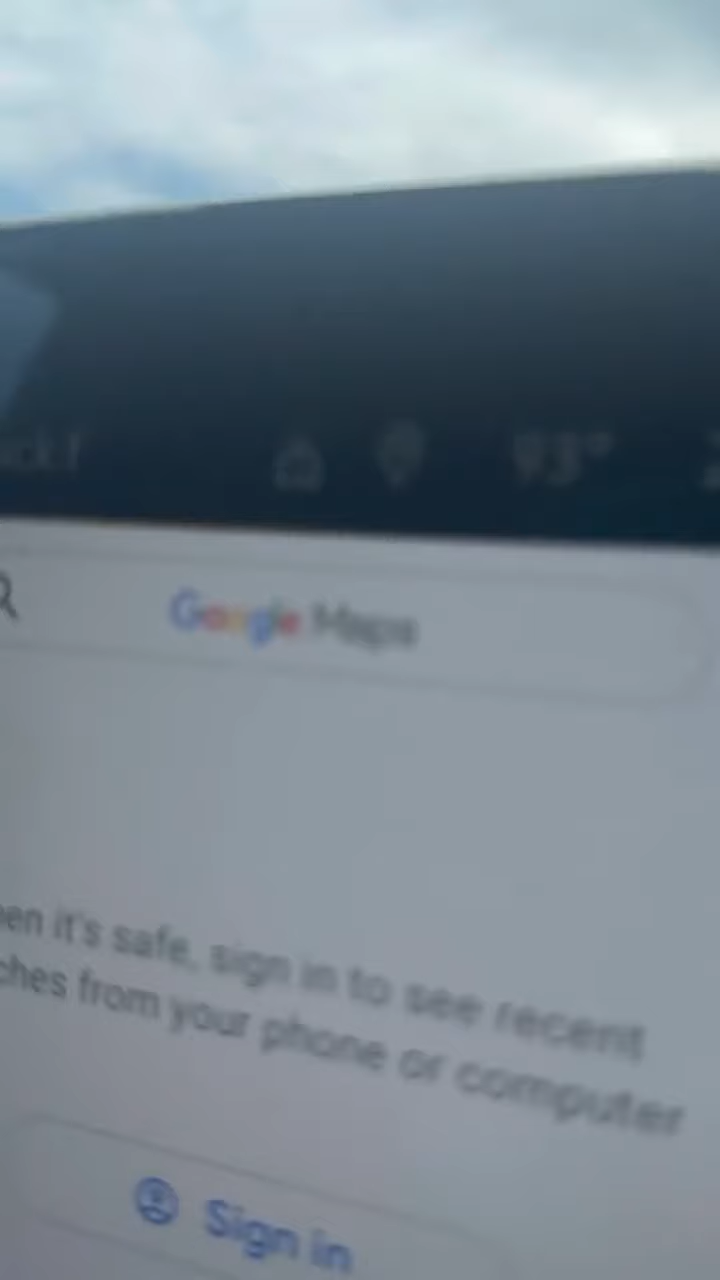 93°
Google Maps
en it's safe, sign in to see recent
ches from your phone or computer
Sign in